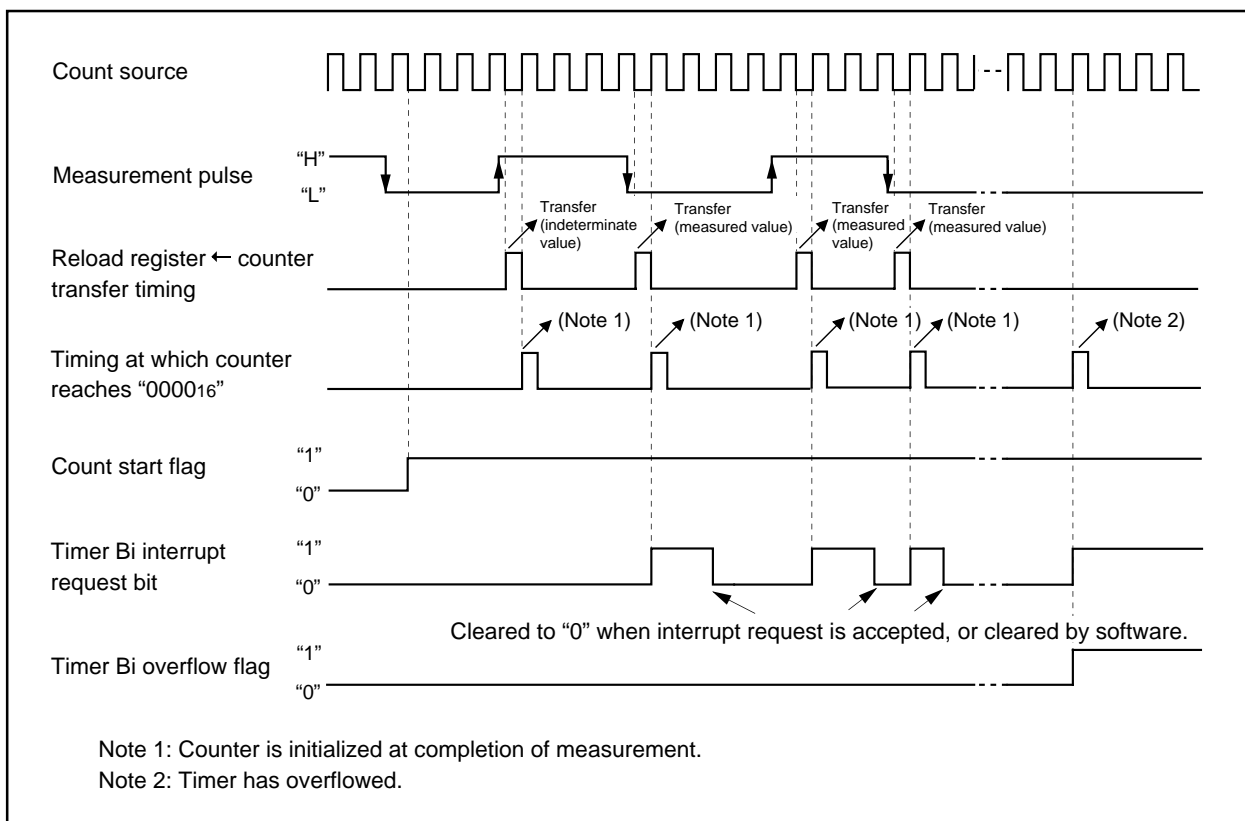 Count source
Measurement pulse
“H”
“L”
Transfer
(indeterminate
value)
Transfer
(measured value)
Transfer
(measured
value)
Transfer
(measured value)
Reload register ← counter
transfer timing
(Note 1)
(Note 1)
(Note 1)
(Note 1)
(Note 2)
Timing at which counter
reaches “000016”
Count start flag
“1”
“0”
Timer Bi interrupt
request bit
“1”
“0”
Cleared to “0” when interrupt request is accepted, or cleared by software.
Timer Bi overflow flag
“1”
“0”
Note 1: Counter is initialized at completion of measurement.
Note 2: Timer has overflowed.